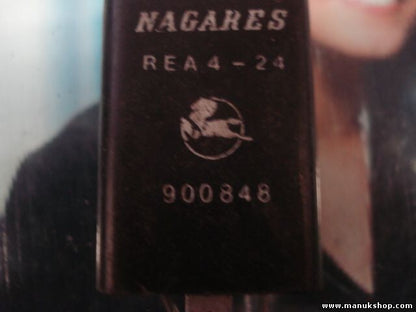 NAGARES
REA4-24
900848
www.manukshop.com